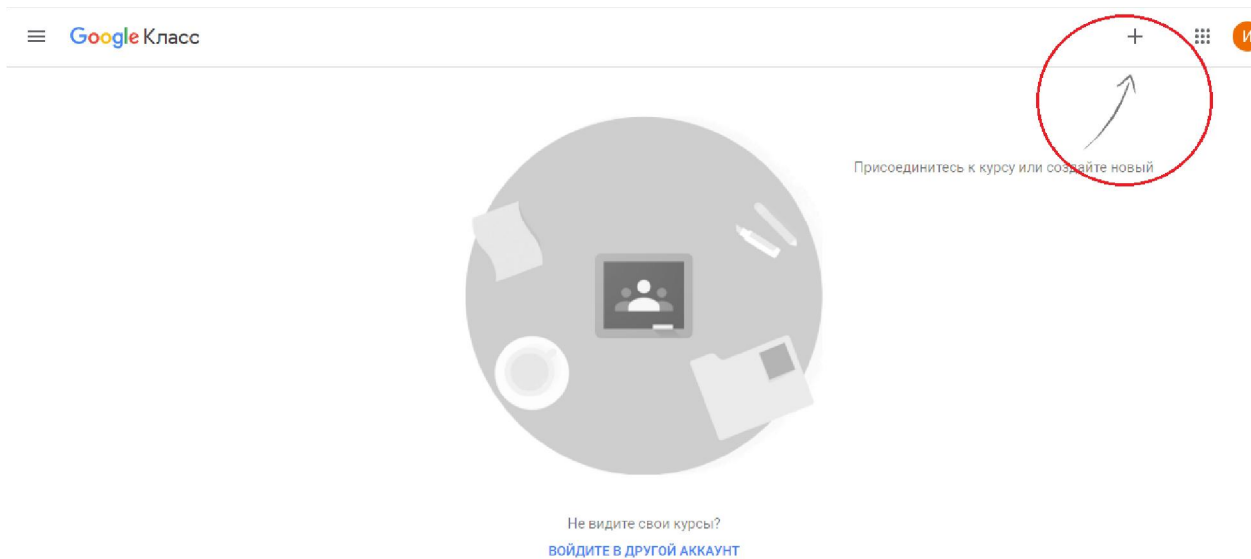 Google Класс
И
Присоединитесь к курсу или создайте новый
Не видите свои курсы?
ВОЙДИТЕ В ДРУГОЙ АККАУНТ